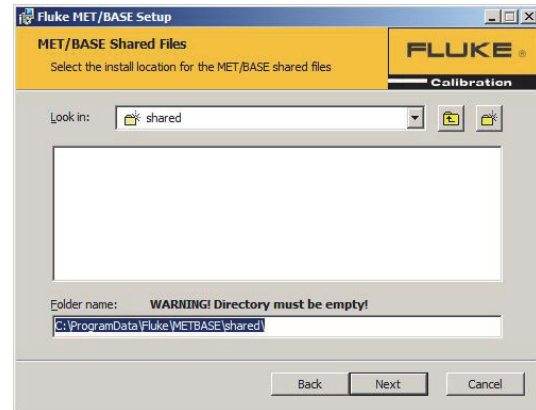 Fluke MET/BASE Setup
MET/BASE Shared Files
Select the install location for the MET/BASE shared files
FLUKE ®
Calibration
Look in: shared
Folder name: WARNING! Directory must be empty!
C:\ProgramData\Fluke\METBASE\shared\
Back Next Cancel